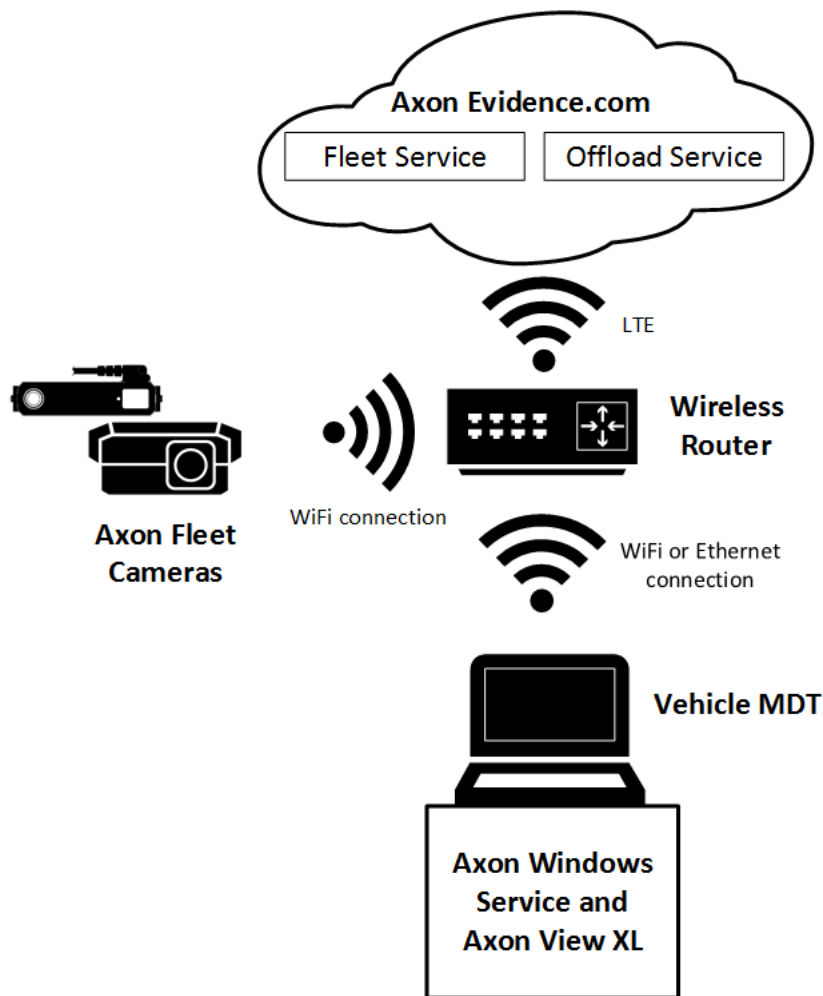 Axon Evidence.com
Fleet Service
Offload Service
LTE
Wireless
Router
WiFi connection
Axon Fleet
Cameras
WiFi or Ethernet
connection
Vehicle MDT
Axon Windows
Service and
Axon View XL